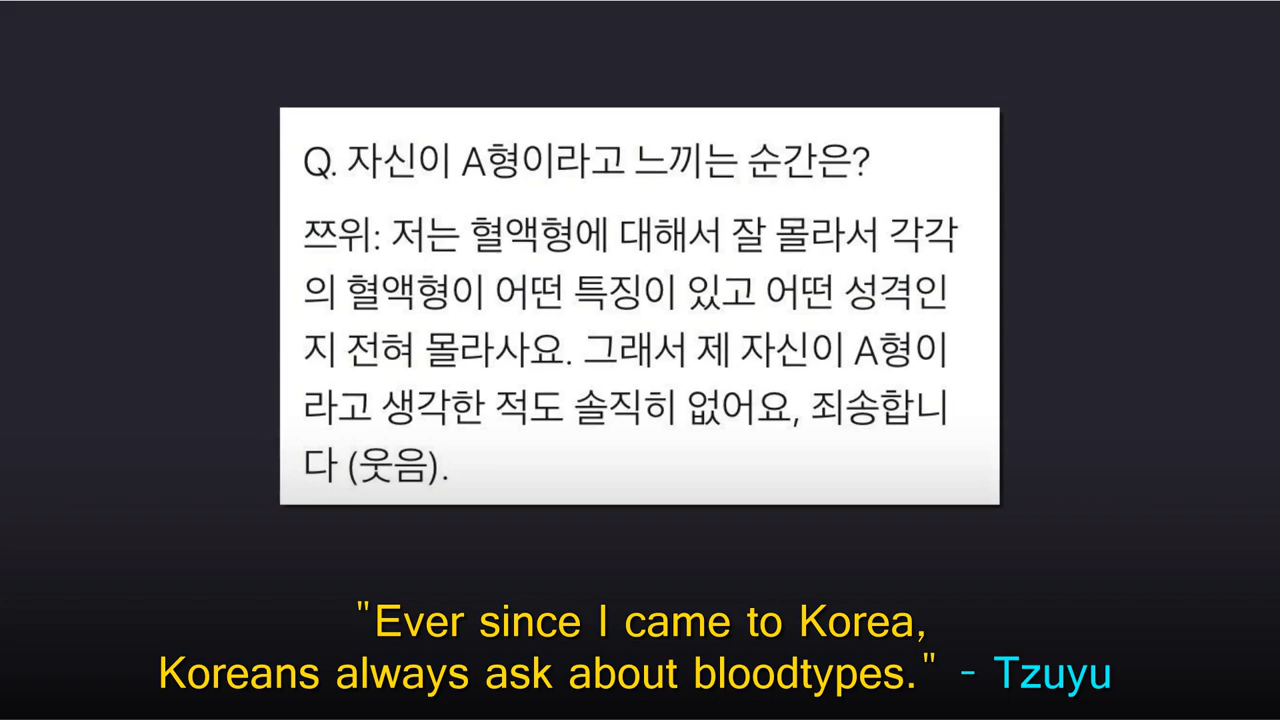 Q. 자신이 A형이라고 느끼는 순간은?
쯔위: 저는 혈액형에 대해서 잘 몰라서 각각
의 혈액형이 어떤 특징이 있고 어떤 성격인
지 전혀 몰라사요. 그래서 제 자신이 A형이
라고 생각한 적도 솔직히 없어요, 죄송합니
다 (웃음).
"Ever since I came to Korea,
Koreans always ask about bloodtypes." - Tzuyu